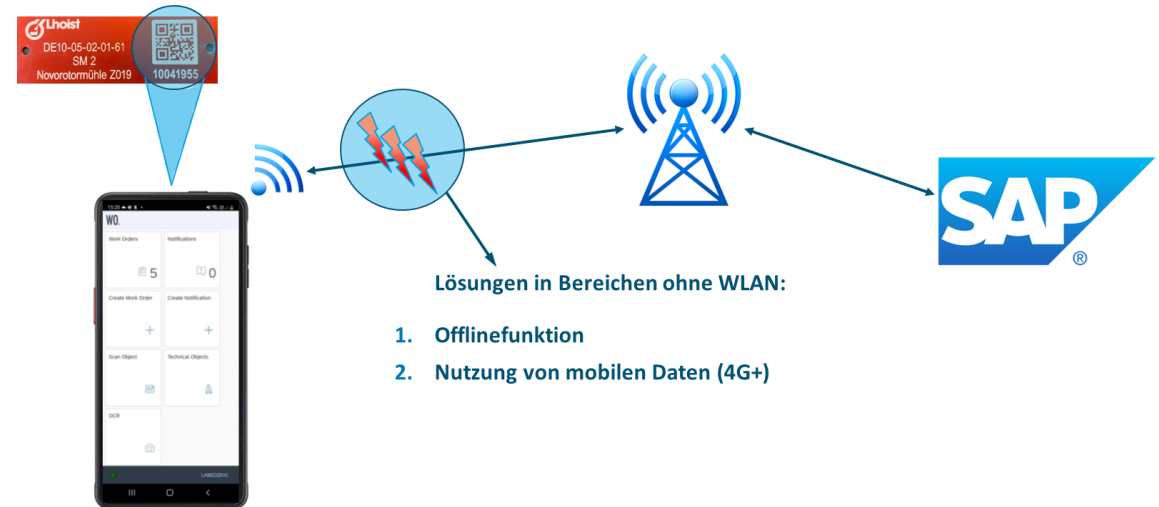 Lhoist
DE10-05-02-01-61
SM 2
Novorotormühle Z019
10041955
15:20
WO.
Work Orders
5
Notifications
0
Create Work Order
Create Notification
Scan Object
Technical Objects
OCR
LABEDZKIC
SAP
®
Lösungen in Bereichen ohne WLAN:
1. Offlinefunktion
2. Nutzung von mobilen Daten (4G+)